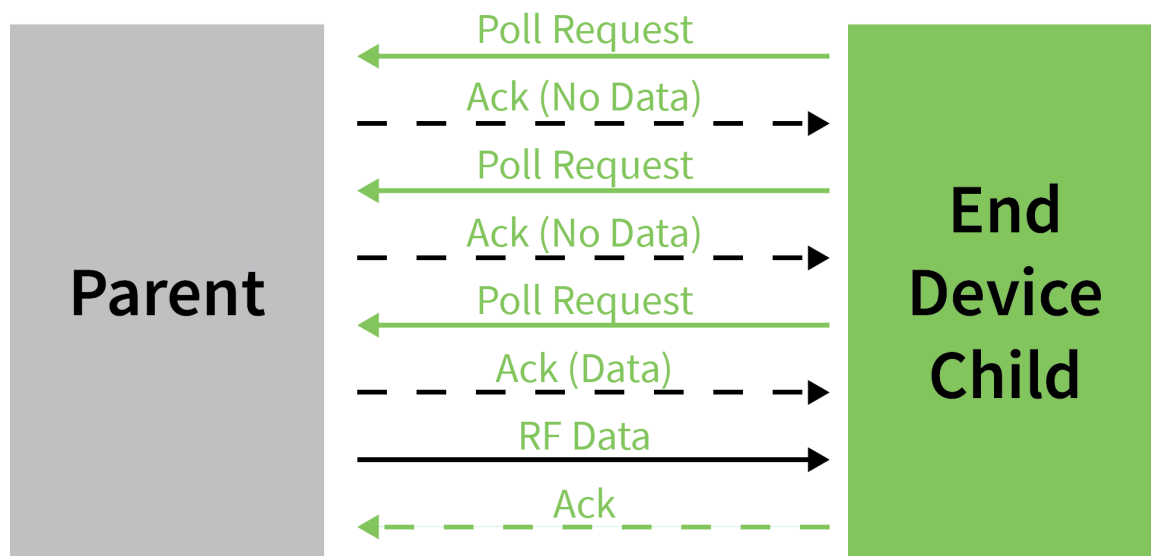 Poll Request
Ack (No Data)
Poll Request
Ack (No Data)
Poll Request
Ack (Data)
RF Data
Ack
Parent
End
Device
Child